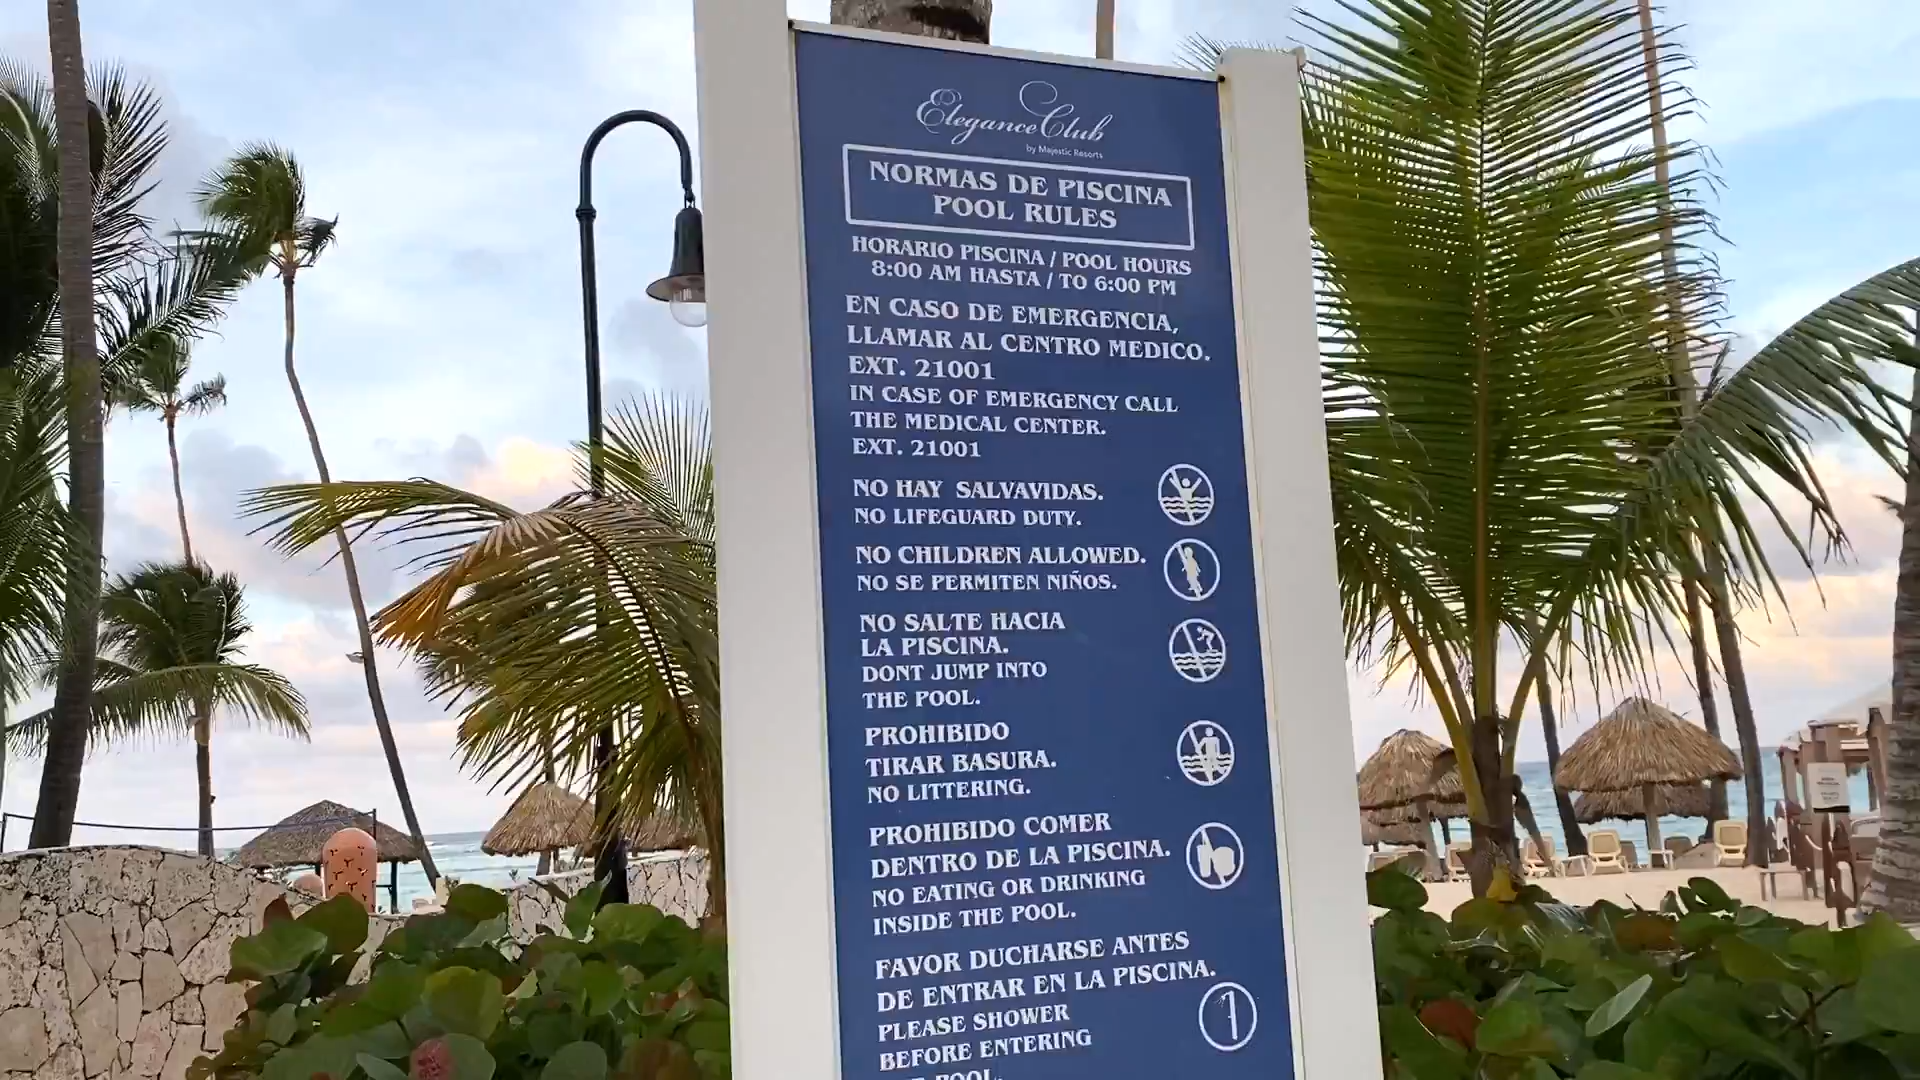 Elegance Club
by Majestic Resorts
NORMAS DE PISCINA
POOL RULES
HORARIO PISCINA / POOL HOURS
8:00 AM HASTA / TO 6:00 PM
EN CASO DE EMERGENCIA,
LLAMAR AL CENTRO MEDICO.
EXT. 21001
IN CASE OF EMERGENCY CALL
THE MEDICAL CENTER.
EXT. 21001
NO HAY SALVAVIDAS.
NO LIFEGUARD DUTY.
NO CHILDREN ALLOWED.
NO SE PERMITEN NIÑOS.
NO SALTE HACIA
LA PISCINA.
DONT JUMP INTO
THE POOL.
PROHIBIDO
TIRAR BASURA.
NO LITTERING.
PROHIBIDO COMER
DENTRO DE LA PISCINA.
NO EATING OR DRINKING
INSIDE THE POOL.
FAVOR DUCHARSE ANTES
DE ENTRAR EN LA PISCINA.
PLEASE SHOWER
BEFORE ENTERING
POOL.